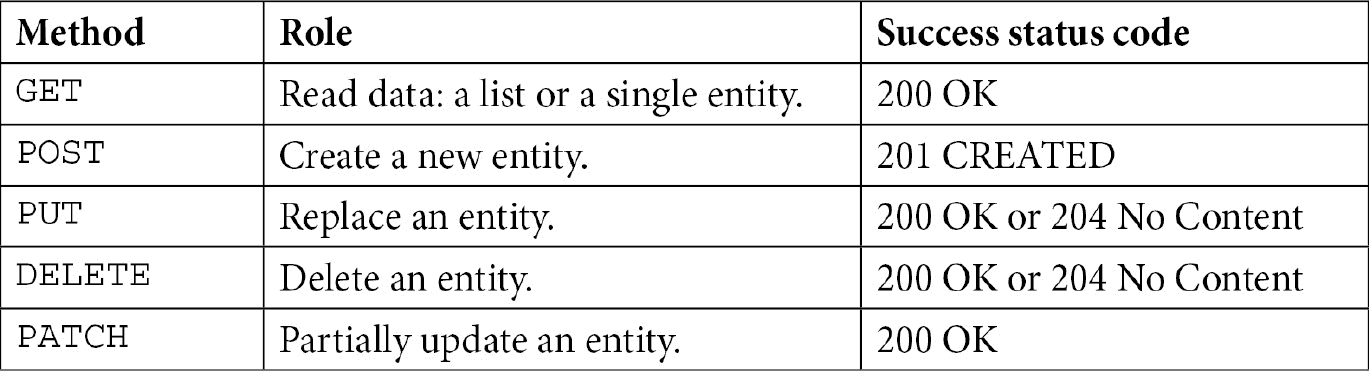 Method Role Success status code
GET Read data: a list or a single entity. 200 OK
POST Create a new entity. 201 CREATED
PUT Replace an entity. 200 OK or 204 No Content
DELETE Delete an entity. 200 OK or 204 No Content
PATCH Partially update an entity. 200 OK